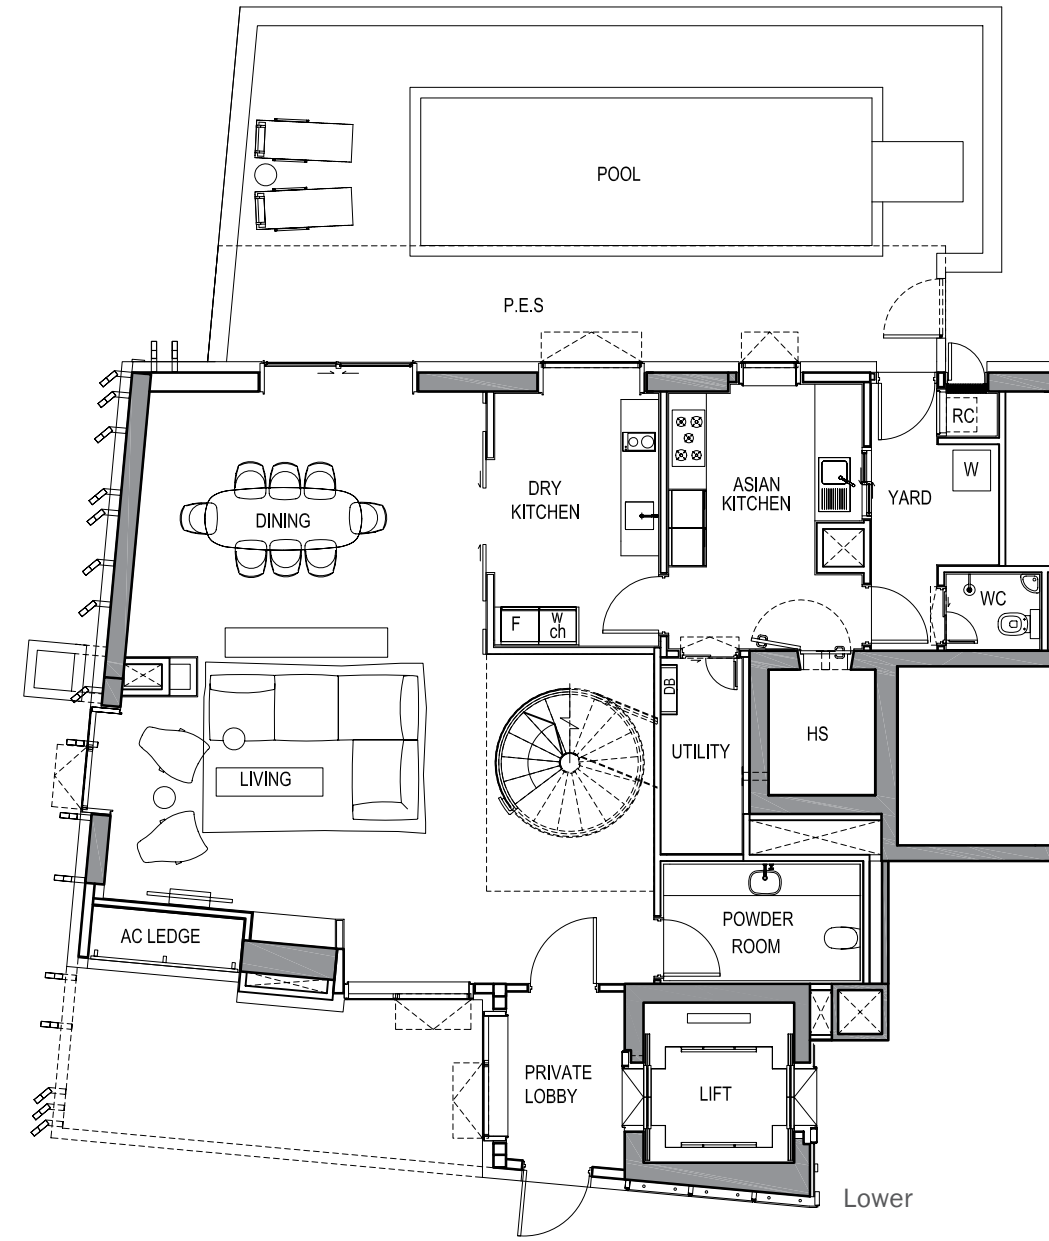 POOL
P.E.S
RC
DRY
KITCHEN
ASIAN
KITCHEN
YARD
W
DINING
WC
F
W
ch
DB
HS
UTILITY
LIVING
POWDER
ROOM
AC LEDGE
PRIVATE
LOBBY
LIFT
Lower